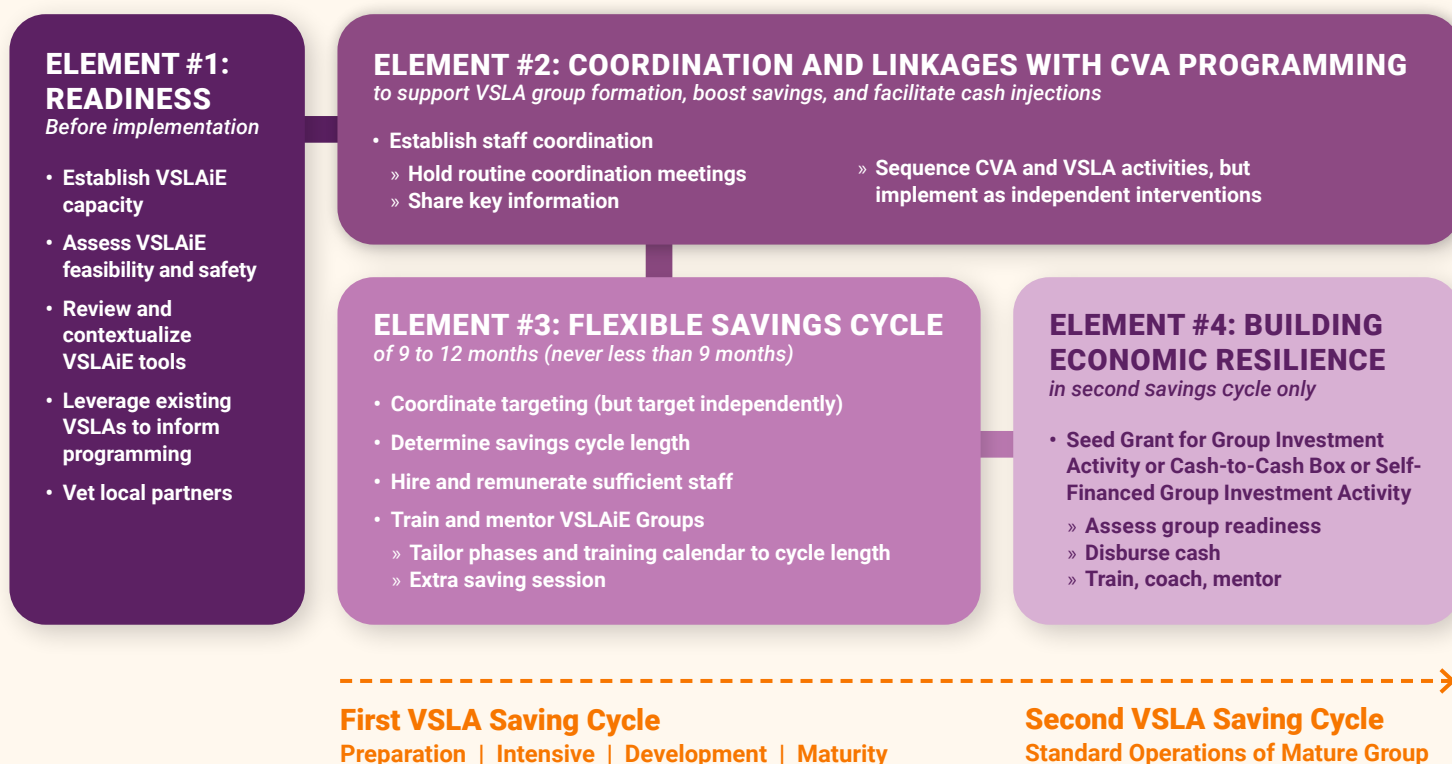 ELEMENT #1:
READINESS
Before implementation
• Establish VSLAiE
capacity
• Assess VSLAiE
feasibility and safety
• Review and
contextualize
VSLAiE tools
• Leverage existing
VSLAs to inform
programming
• Vet local partners
ELEMENT #2: COORDINATION AND LINKAGES WITH CVA PROGRAMMING
to support VSLA group formation, boost savings, and facilitate cash injections
• Establish staff coordination
» Hold routine coordination meetings
» Share key information
» Sequence CVA and VSLA activities, but
implement as independent interventions
ELEMENT #3: FLEXIBLE SAVINGS CYCLE
of 9 to 12 months (never less than 9 months)
• Coordinate targeting (but target independently)
• Determine savings cycle length
• Hire and remunerate sufficient staff
• Train and mentor VSLAiE Groups
» Tailor phases and training calendar to cycle length
» Extra saving session
ELEMENT #4: BUILDING
ECONOMIC RESILIENCE
in second savings cycle only
• Seed Grant for Group Investment
Activity or Cash-to-Cash Box or Self-
Financed Group Investment Activity
» Assess group readiness
» Disburse cash
» Train, coach, mentor
First VSLA Saving Cycle
Preparation | Intensive | Development | Maturity
Second VSLA Saving Cycle
Standard Operations of Mature Group